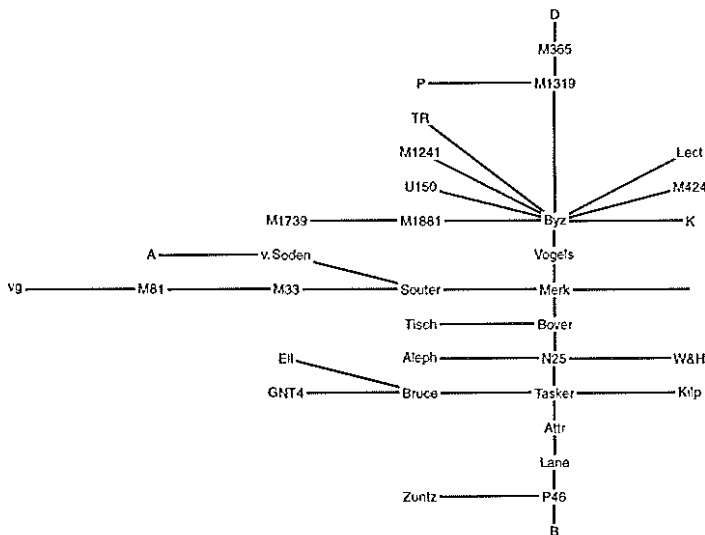 D
M365
P M1319
TR
M1241 Lect
U150 M424
M1739 M1881 Byz K
A v.Soden Vogels
vg M81 M33 Souter Merk
Tisch Bover
Aleph N25 W&H
Ell
GNT4 Bruce Tasker Kilp
Attr
Lane
Zuntz P46
B